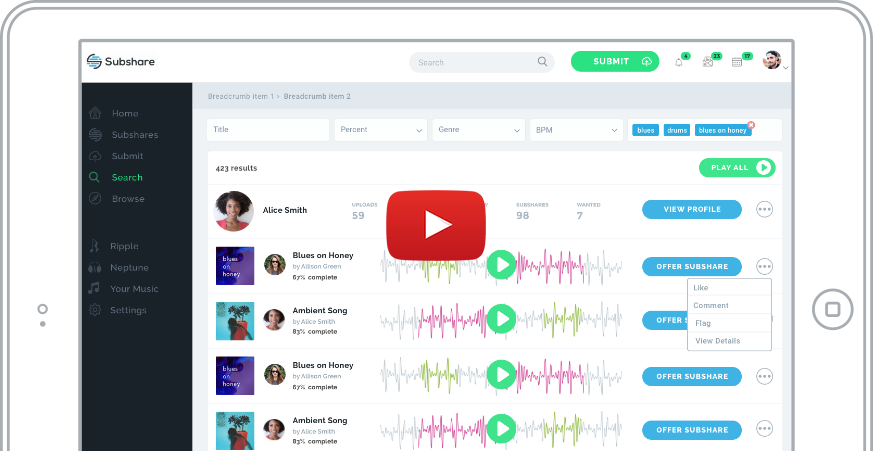 Subshare
Search
SUBMIT
4
23
17
Home
Subshares
Submit
Search
Browse
Ripple
Neptune
Your Music
Settings
Breadcrumb item 1 > Breadcrumb item 2
Title
Percent
Genre
BPM
blues
drums
blues on honey
423 results
PLAY ALL
Alice Smith
UPLOADS
59
SUBSHARES
98
WANTED
7
VIEW PROFILE
blues
on
honey
Blues on Honey
by Allison Green
67% complete
OFFER SUBSHARE
Like
Comment
Flag
View Details
Ambient Song
by Alice Smith
83% complete
OFFER S
blues
on
honey
Blues on Honey
by Allison Green
67% complete
OFFER SUBSHARE
Ambient Song
by Alice Smith
83% complete
OFFER SUBSHARE